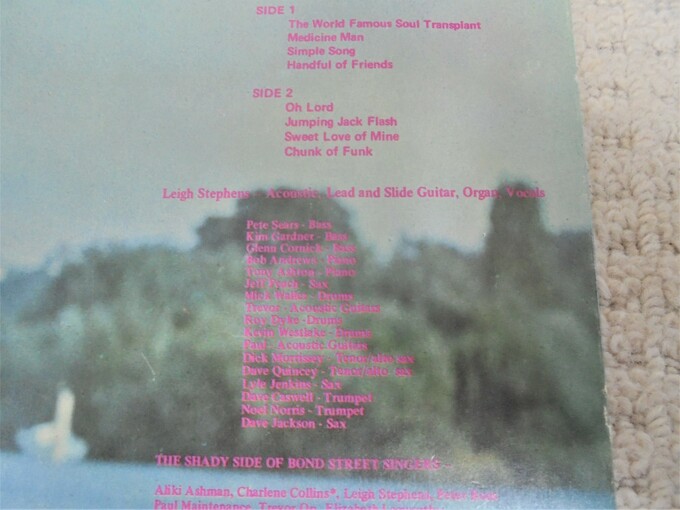 SIDE 1
The World Famous Soul Transplant
Medicine Man
Simple Song
Handful of Friends
SIDE 2
Oh Lord
Jumping Jack Flash
Sweet Love of Mine
Chunk of Funk
Leigh Stephens - Acoustic, Lead and Slide Guitar, Organ, Vocals
Pete Sears - Bass
Kim Gardner - Bass
Glenn Cornick - Bass
Bob Andrews - Piano
Tony Ashton - Piano
Jeff Peach - Sax
Mick Waller - Drums
Trevor - Acoustic Guitars
Roy Dyke - Drums
Kevin Westlake - Drums
Paul - Acoustic Guitars
Dick Morrissey - Tenor/alto sax
Dave Quincey - Tenor/alto sax
Lyle Jenkins - Sax
Dave Caswell - Trumpet
Noel Norris - Trumpet
Dave Jackson - Sax
THE SHADY SIDE OF BOND STREET SINGERS -
Aliki Ashman, Charlene Collins*, Leigh Stephens, Peter
Paul Maintenance, Trevor On, Elizabeth